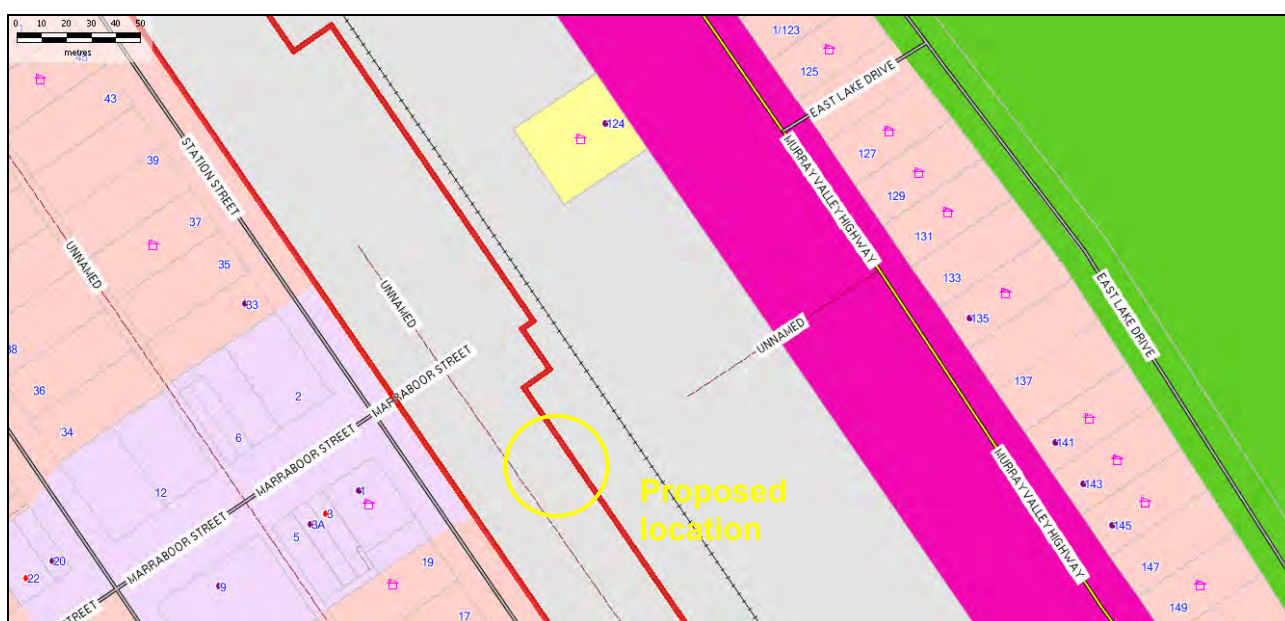 0 10 20 30 40 50
metres
43
39
37
35
33
38
36
34
STATION STREET
UNNAMED
UNNAMED
MARRABOOR STREET
MARRABOOR STREET
MARRABOOR STREET
STREET
2
6
12
1
3
3A
5
20
22
9
19
17
124
Proposed
location
UNNAMED
MURRAY VALLEY HIGHWAY
MURRAY VALLEY HIGHWAY
EAST LAKE DRIVE
EAST LAKE DRIVE
1/123
125
127
129
131
133
135
137
141
143
145
147
149